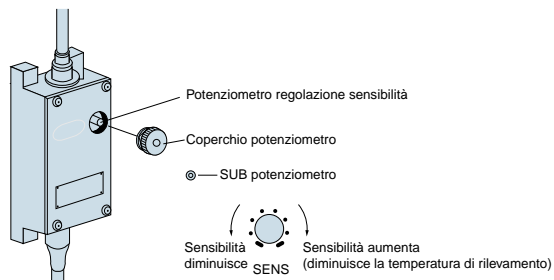 Potenziometro regolazione sensibilità
Coperchio potenziometro
SUB potenziometro
Sensibilità
diminuisce
SENS
Sensibilità aumenta
(diminuisce la temperatura di rilevamento)